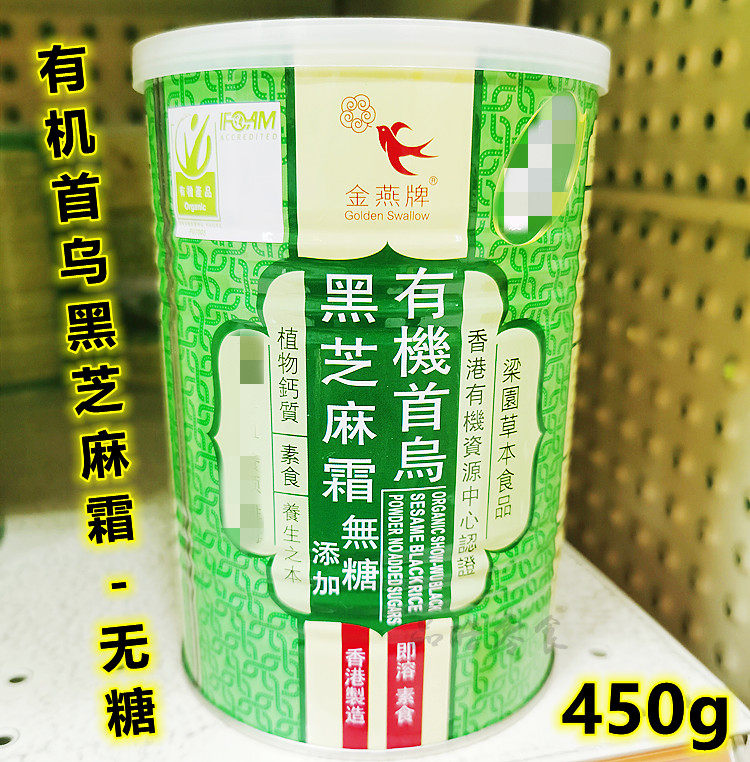 有机首乌黑芝麻霜-无糖
IFOAM
ACCREDITED
有機產品
Organic
金燕牌®
Golden Swallow
有機首烏
黑芝麻霜
無糖
添加
ORGANIC SHOU-WU BLACK
SESAME BLACK RICE
POWDER NO ADDED SUGARS
香港有機資源中心認證
梁園草本食品
植物鈣質
素食
養生之本
即溶 素食
香港製造
450g